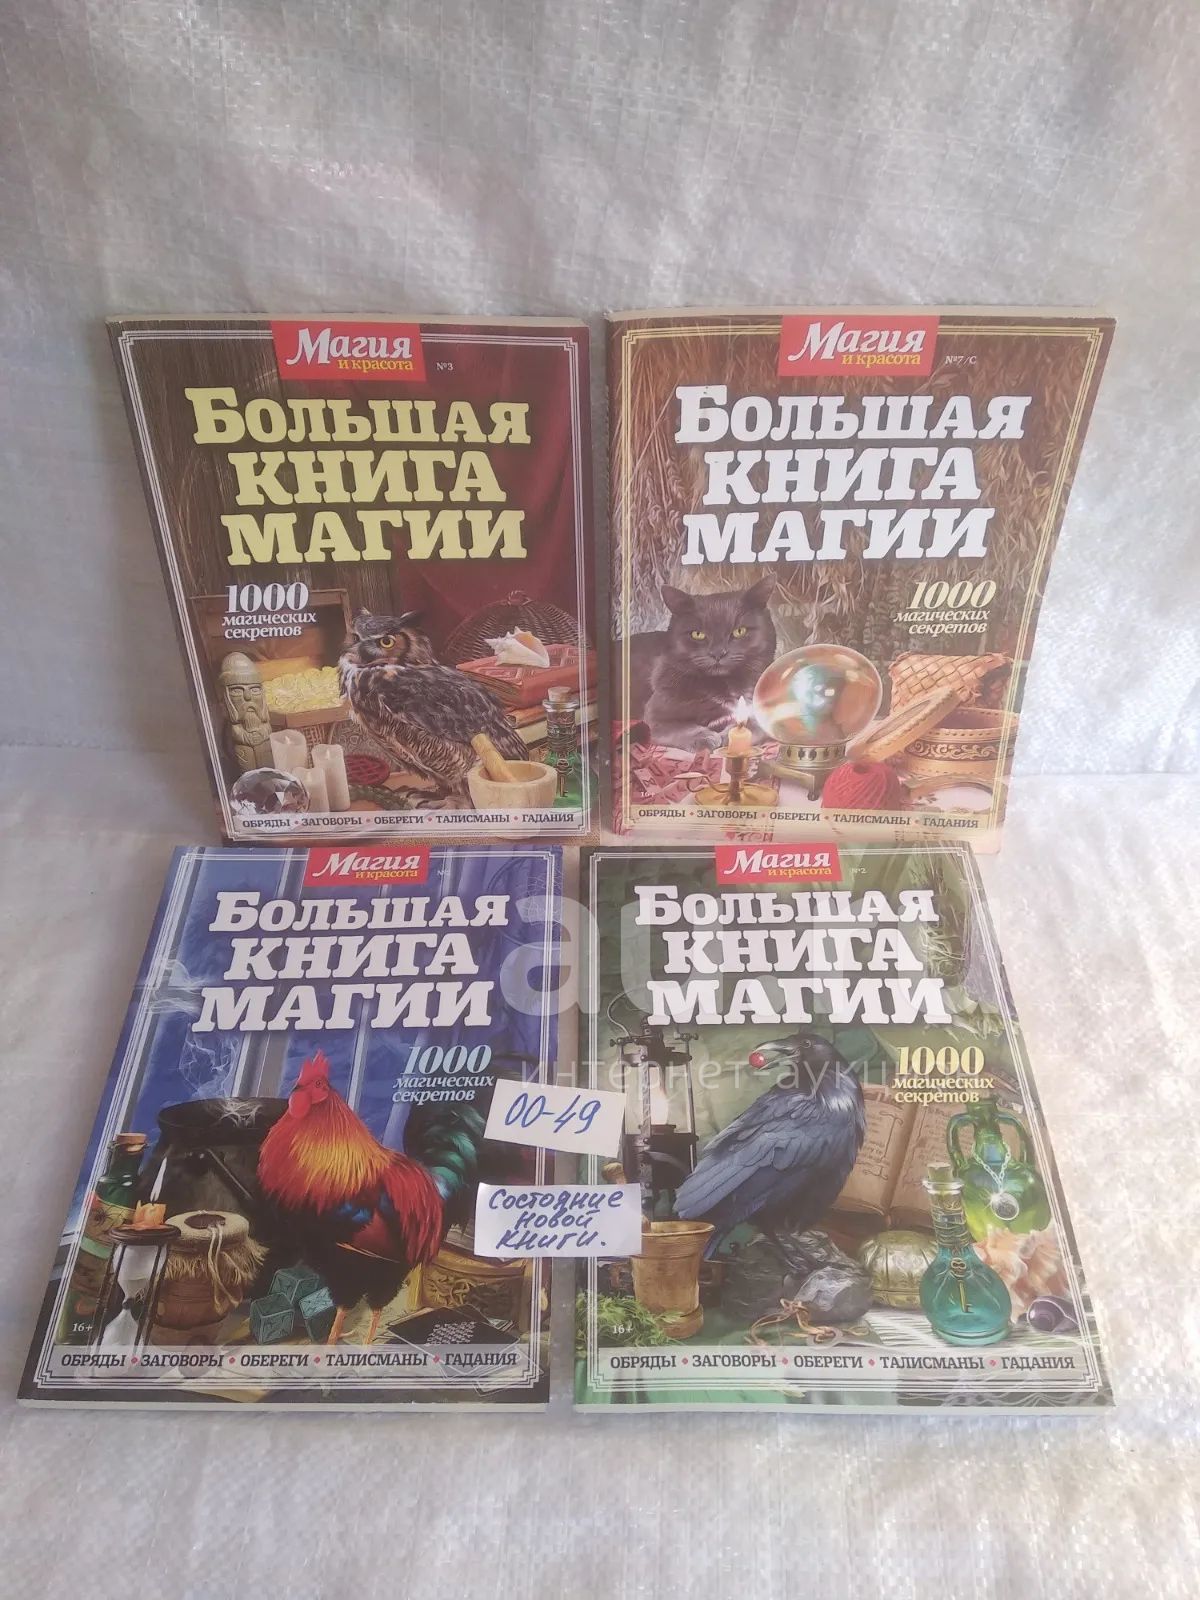 Магия
и красота
№3
Большая
книга
магии
1000
магических
секретов
ОБРЯДЫ • ЗАГОВОРЫ • ОБЕРЕГИ • ТАЛИСМАНЫ • ГАДАНИЯ
Магия
и красота
№7/С
Большая
книга
магии
1000
магических
секретов
16+
ОБРЯДЫ • ЗАГОВОРЫ • ОБЕРЕГИ • ТАЛИСМАНЫ • ГАДАНИЯ
Магия
и красота
Большая
книга
магии
1000
магических
секретов
16+
ОБРЯДЫ • ЗАГОВОРЫ • ОБЕРЕГИ • ТАЛИСМАНЫ • ГАДАНИЯ
Магия
и красота
№2
Большая
книга
магии
1000
магических
секретов
16+
ОБРЯДЫ • ЗАГОВОРЫ • ОБЕРЕГИ • ТАЛИСМАНЫ • ГАДАНИЯ
00-49
Состояние
новой
книги.
au.ru